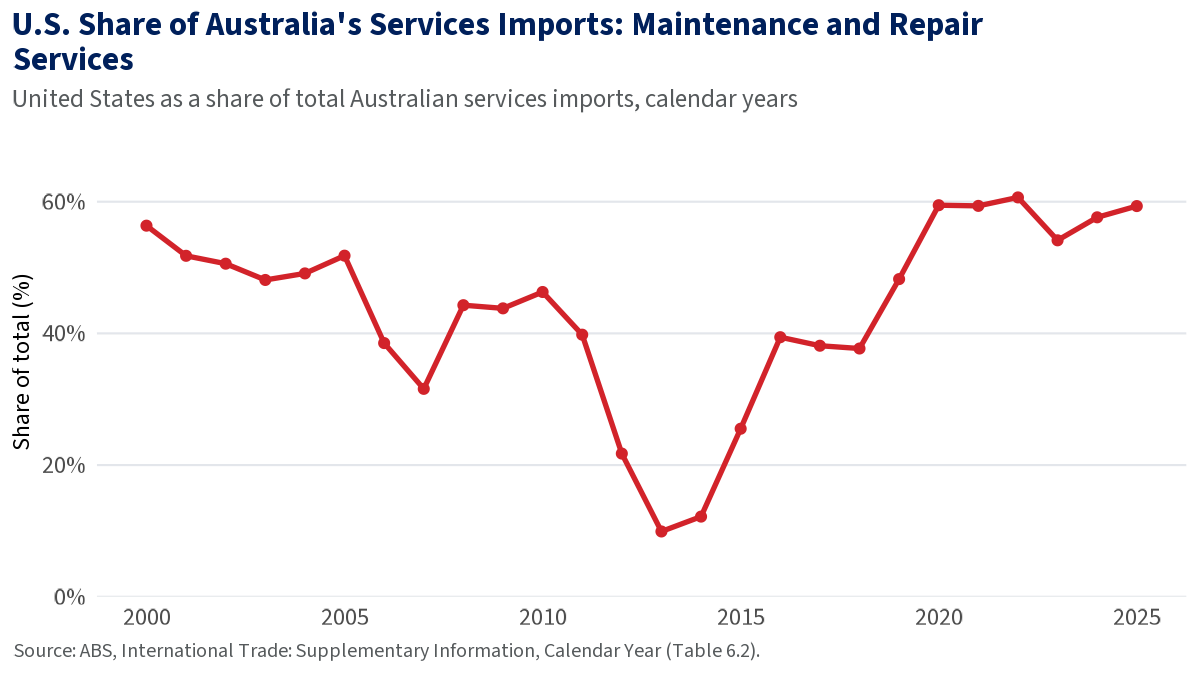 U.S. Share of Australia's Services Imports: Maintenance and Repair
Services
United States as a share of total Australian services imports, calendar years
Share of total (%)
60%
40%
20%
0%
2000 2005 2010 2015 2020 2025
Source: ABS, International Trade: Supplementary Information, Calendar Year (Table 6.2).